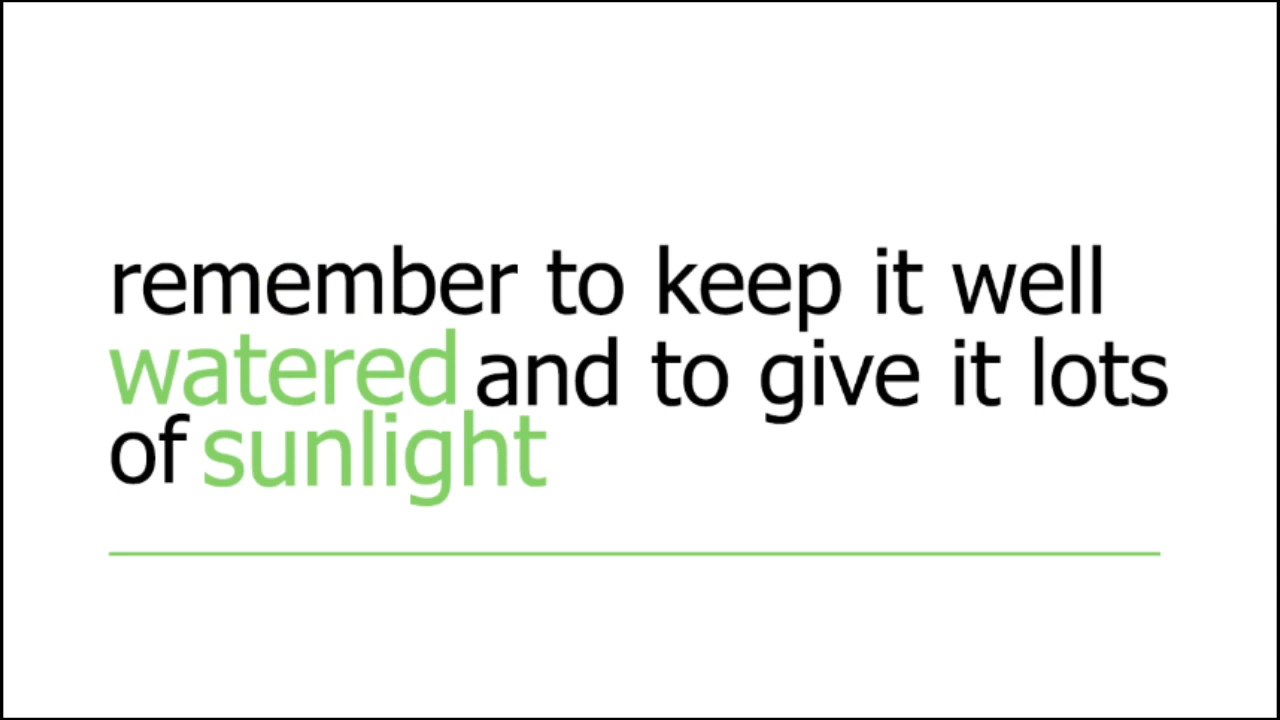 remember to keep it well
watered and to give it lots
of sunlight